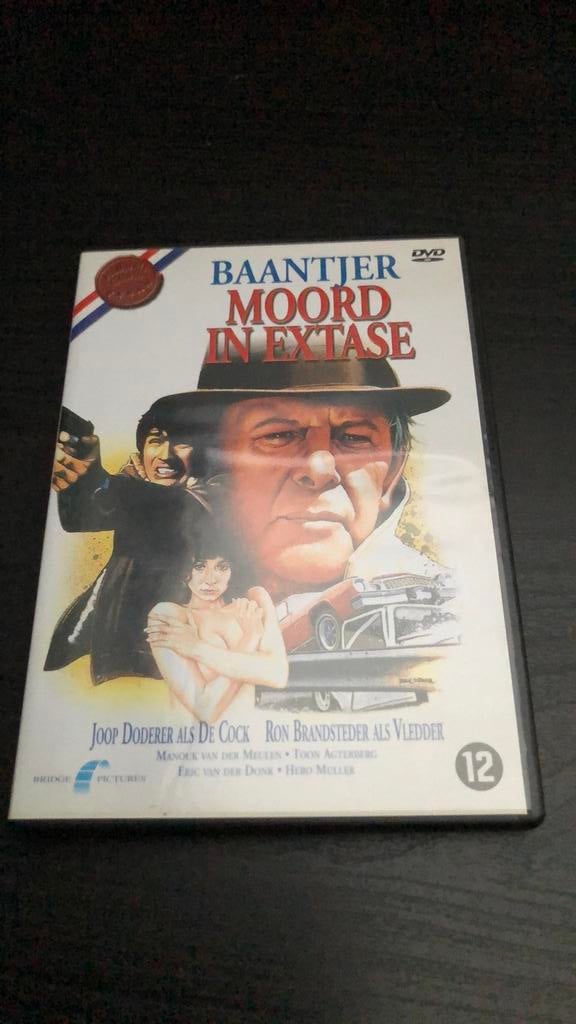 BAANTJER
DVD
MOORD
IN EXTASE
JOOP DODERER ALS DE COCK RON BRANDSTEDER ALS VLEDDER
MANOUK VAN DER MEULEN • TOON AGTERBERG
ERIC VAN DER DONK • HERO MULLER
BRIDGE PICTURES
12